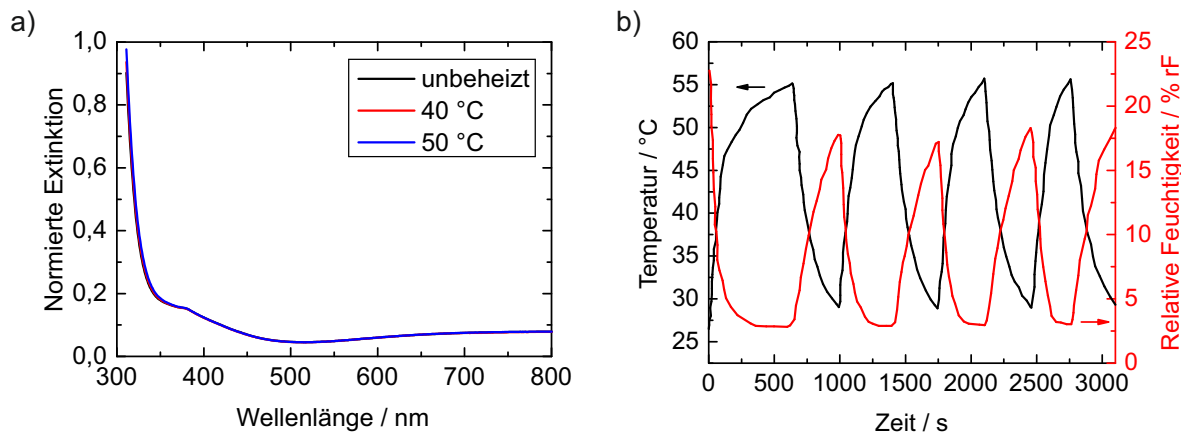 a)
1,0
0,8
0,6
0,4
0,2
0,0
Normierte Extinktion
300 400 500 600 700 800
Wellenlänge / nm
unbeheizt
40 °C
50 °C
b)
60
55
50
45
40
35
30
25
Temperatur / °C
0 500 1000 1500 2000 2500 3000
Zeit / s
25
20
15
10
5
0
Relative Feuchtigkeit / % rF